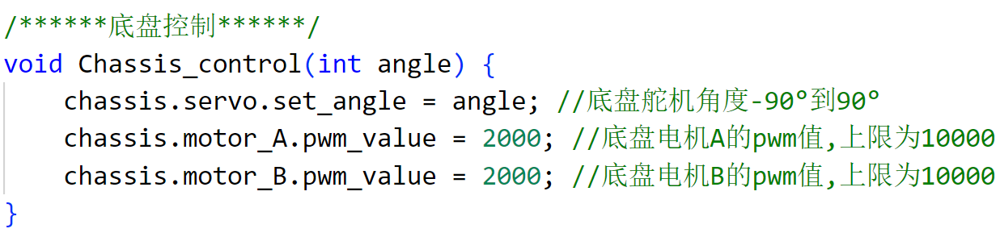 /******底盘控制******/
void Chassis_control(int angle) {
    chassis.servo.set_angle = angle; //底盘舵机角度-90°到90°
    chassis.motor_A.pwm_value = 2000; //底盘电机A的pwm值,上限为10000
    chassis.motor_B.pwm_value = 2000; //底盘电机B的pwm值,上限为10000
}